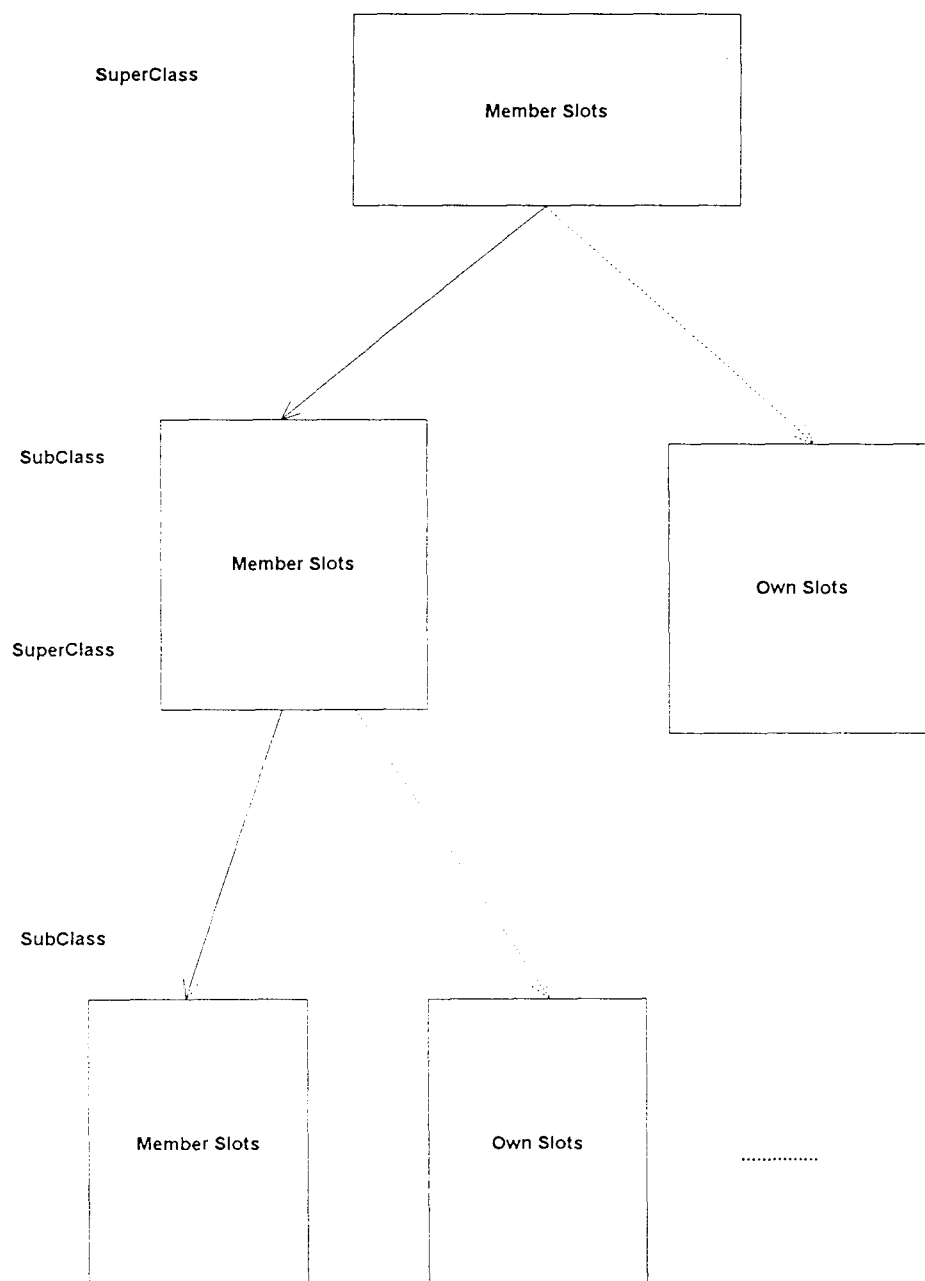 SuperClass
Member Slots
SubClass
Member Slots
Own Slots
SuperClass
SubClass
Member Slots
Own Slots
..............